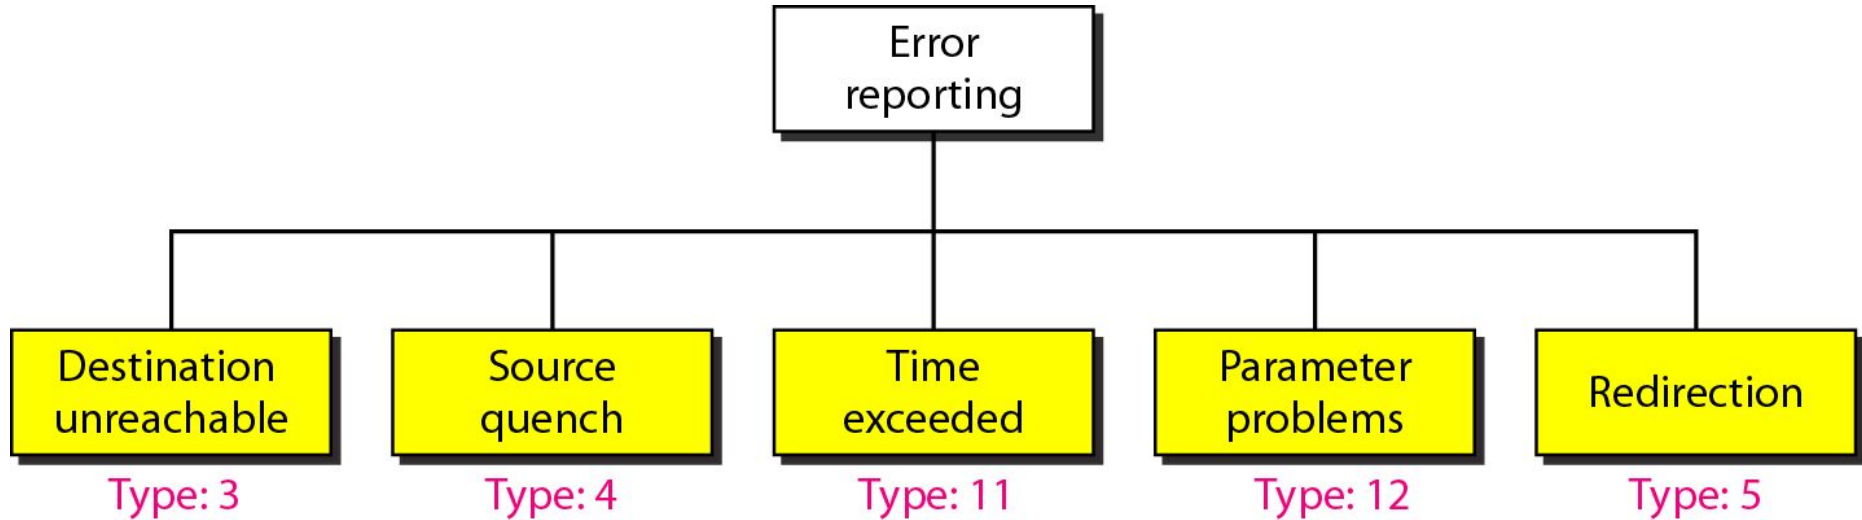 Error
reporting
Destination
unreachable
Source
quench
Time
exceeded
Parameter
problems
Redirection
Type: 3
Type: 4
Type: 11
Type: 12
Type: 5